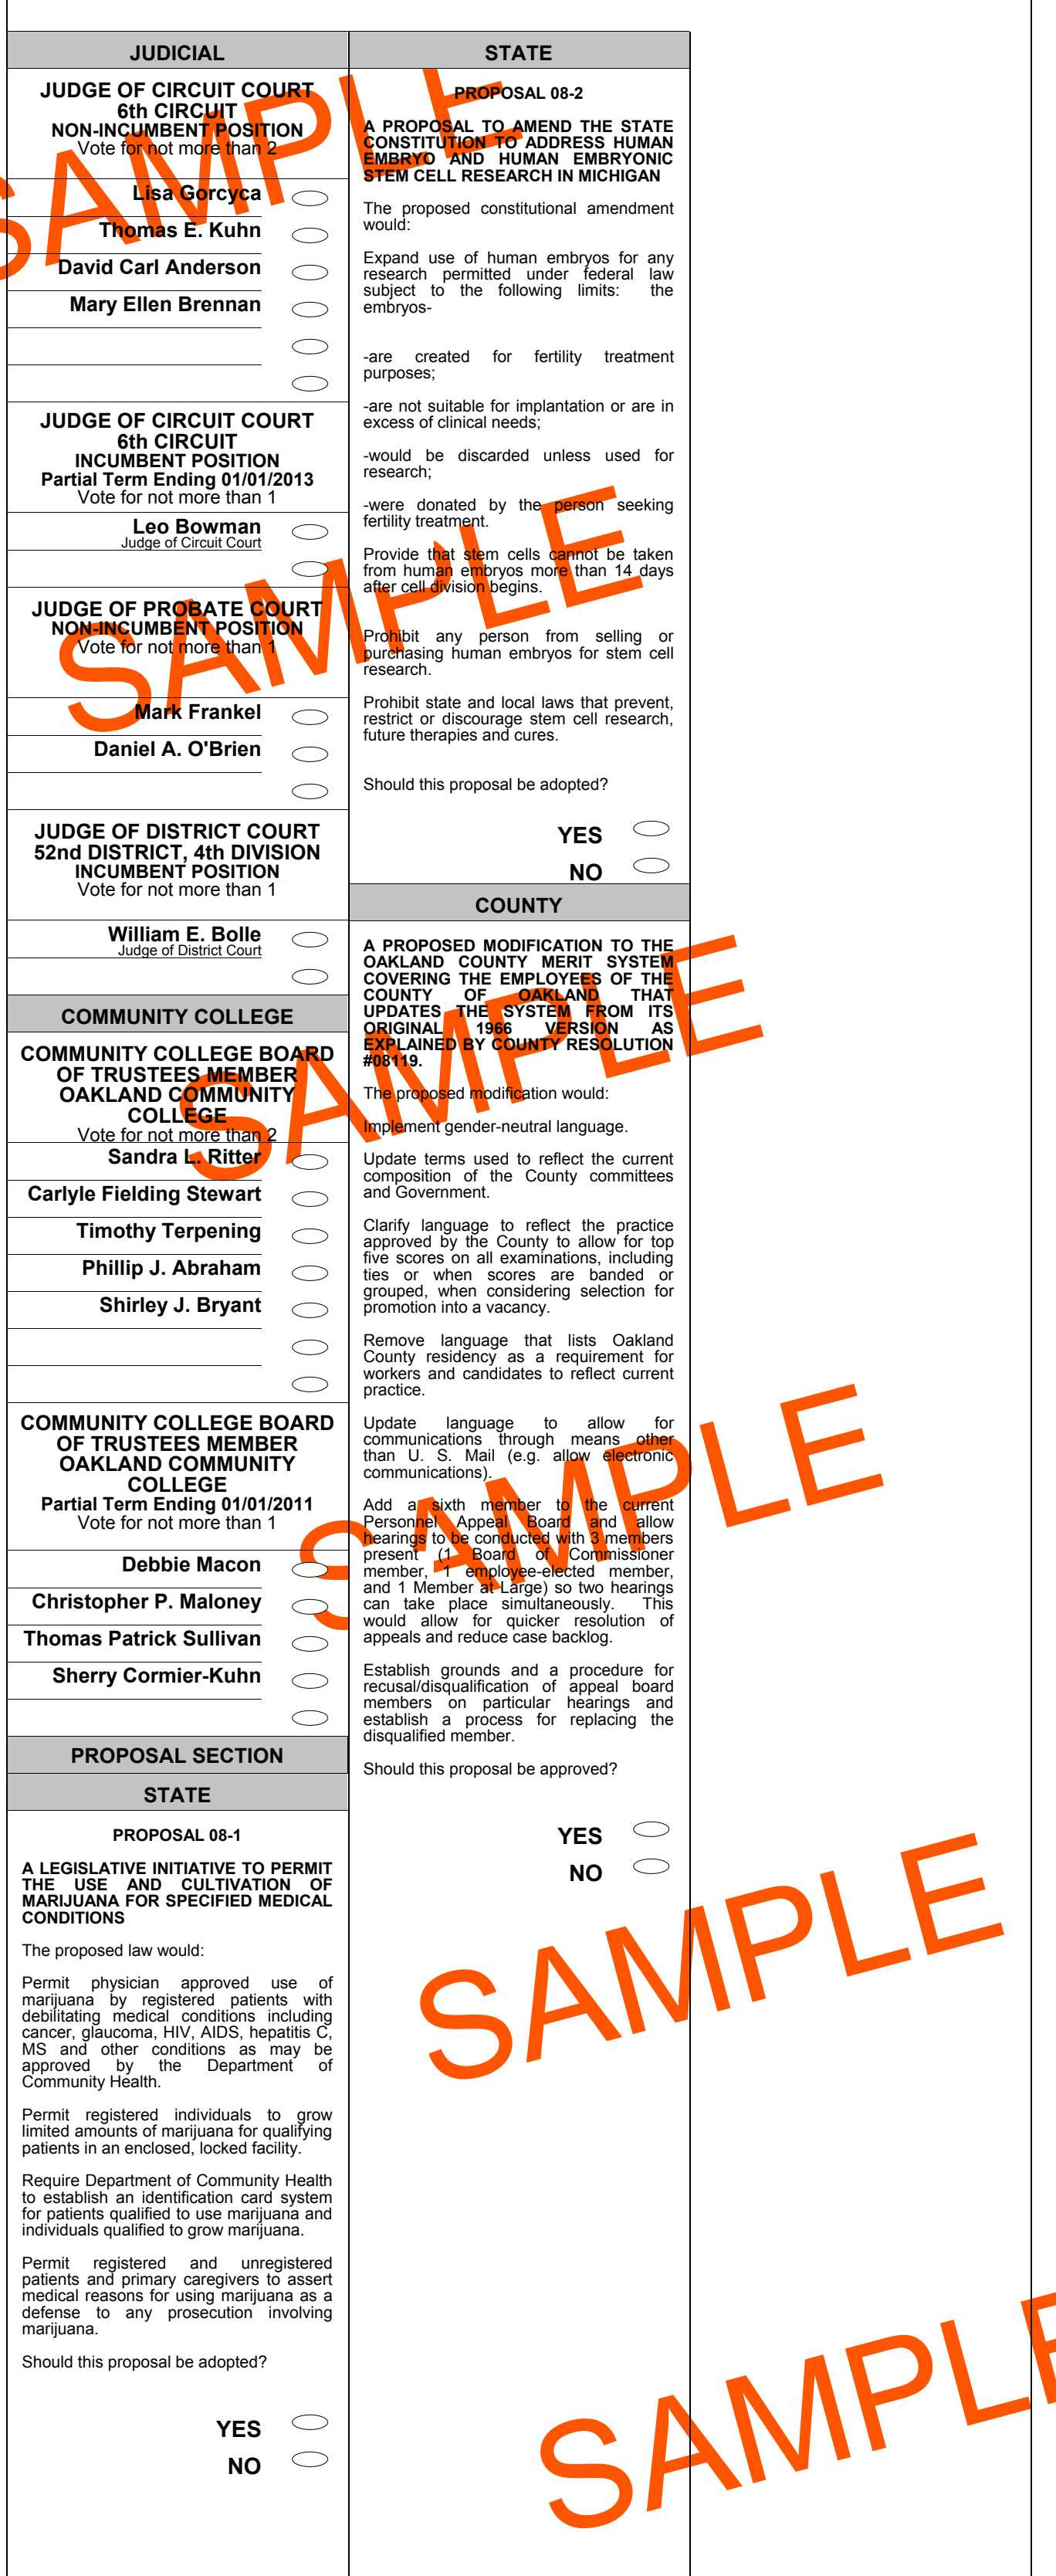 JUDICIAL
JUDGE OF CIRCUIT COURT
6th CIRCUIT
NON-INCUMBENT POSITION
Vote for not more than 2
Lisa Gorcyca
Thomas E. Kuhn
David Carl Anderson
Mary Ellen Brennan
JUDGE OF CIRCUIT COURT
6th CIRCUIT
INCUMBENT POSITION
Partial Term Ending 01/01/2013
Vote for not more than 1
Leo Bowman
Judge of Circuit Court
JUDGE OF PROBATE COURT
NON-INCUMBENT POSITION
Vote for not more than 1
Mark Frankel
Daniel A. O'Brien
JUDGE OF DISTRICT COURT
52nd DISTRICT, 4th DIVISION
INCUMBENT POSITION
Vote for not more than 1
William E. Bolle
Judge of District Court
COMMUNITY COLLEGE
COMMUNITY COLLEGE BOARD
OF TRUSTEES MEMBER
OAKLAND COMMUNITY
COLLEGE
Vote for not more than 2
Sandra L. Ritter
Carlyle Fielding Stewart
Timothy Terpening
Phillip J. Abraham
Shirley J. Bryant
COMMUNITY COLLEGE BOARD
OF TRUSTEES MEMBER
OAKLAND COMMUNITY
COLLEGE
Partial Term Ending 01/01/2011
Vote for not more than 1
Debbie Macon
Christopher P. Maloney
Thomas Patrick Sullivan
Sherry Cormier-Kuhn
PROPOSAL SECTION
STATE
PROPOSAL 08-1
A LEGISLATIVE INITIATIVE TO PERMIT
THE USE AND CULTIVATION OF
MARIJUANA FOR SPECIFIED MEDICAL
CONDITIONS
The proposed law would:
Permit physician approved use of
marijuana by registered patients with
debilitating medical conditions including
cancer, glaucoma, HIV, AIDS, hepatitis C,
MS and other conditions as may be
approved by the Department of
Community Health.
Permit registered individuals to grow
limited amounts of marijuana for qualifying
patients in an enclosed, locked facility.
Require Department of Community Health
to establish an identification card system
for patients qualified to use marijuana and
individuals qualified to grow marijuana.
Permit registered and unregistered
patients and primary caregivers to assert
medical reasons for using marijuana as a
defense to any prosecution involving
marijuana.
Should this proposal be adopted?
YES
NO
STATE
PROPOSAL 08-2
A PROPOSAL TO AMEND THE STATE
CONSTITUTION TO ADDRESS HUMAN
EMBRYO AND HUMAN EMBRYONIC
STEM CELL RESEARCH IN MICHIGAN
The proposed constitutional amendment
would:
Expand use of human embryos for any
research permitted under federal law
subject to the following limits: the
embryos-
-are created for fertility treatment
purposes;
-are not suitable for implantation or are in
excess of clinical needs;
-would be discarded unless used for
research;
-were donated by the person seeking
fertility treatment.
Provide that stem cells cannot be taken
from human embryos more than 14 days
after cell division begins.
Prohibit any person from selling or
purchasing human embryos for stem cell
research.
Prohibit state and local laws that prevent,
restrict or discourage stem cell research,
future therapies and cures.
Should this proposal be adopted?
YES
NO
COUNTY
A PROPOSED MODIFICATION TO THE
OAKLAND COUNTY MERIT SYSTEM
COVERING THE EMPLOYEES OF THE
COUNTY OF OAKLAND THAT
UPDATES THE SYSTEM FROM ITS
ORIGINAL 1966 VERSION AS
EXPLAINED BY COUNTY RESOLUTION
#08119.
The proposed modification would:
Implement gender-neutral language.
Update terms used to reflect the current
composition of the County committees
and Government.
Clarify language to reflect the practice
approved by the County to allow for top
five scores on all examinations, including
ties or when scores are banded or
grouped, when considering selection for
promotion into a vacancy.
Remove language that lists Oakland
County residency as a requirement for
workers and candidates to reflect current
practice.
Update language to allow for
communications through means other
than U. S. Mail (e.g. allow electronic
communications).
Add a sixth member to the current
Personnel Appeal Board and allow
hearings to be conducted with 3 members
present (1 Board of Commissioner
member, 1 employee-elected member,
and 1 Member at Large) so two hearings
can take place simultaneously. This
would allow for quicker resolution of
appeals and reduce case backlog.
Establish grounds and a procedure for
recusal/disqualification of appeal board
members on particular hearings and
establish a process for replacing the
disqualified member.
Should this proposal be approved?
YES
NO
SAMPLE
SAMPLE
SAMPLE
SAMPLE
SAMPLE
SAMPLE